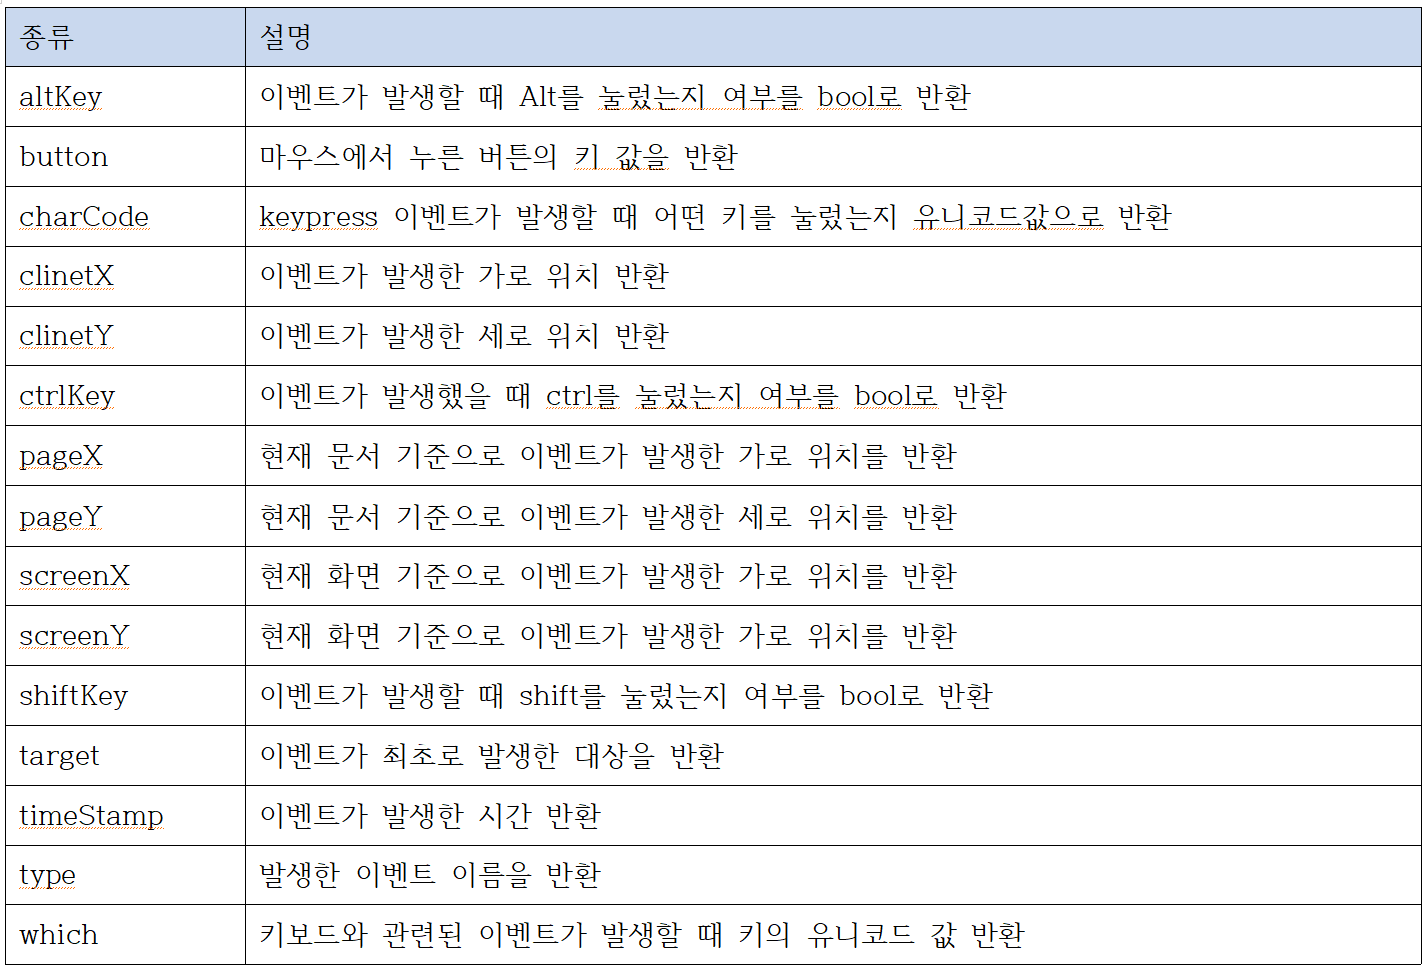 종류 설명
altKey 이벤트가 발생할 때 Alt를 눌렀는지 여부를 bool로 반환
button 마우스에서 누른 버튼의 키 값을 반환
charCode keypress 이벤트가 발생할 때 어떤 키를 눌렀는지 유니코드값으로 반환
clinetX 이벤트가 발생한 가로 위치 반환
clinetY 이벤트가 발생한 세로 위치 반환
ctrlKey 이벤트가 발생했을 때 ctrl를 눌렀는지 여부를 bool로 반환
pageX 현재 문서 기준으로 이벤트가 발생한 가로 위치를 반환
pageY 현재 문서 기준으로 이벤트가 발생한 세로 위치를 반환
screenX 현재 화면 기준으로 이벤트가 발생한 가로 위치를 반환
screenY 현재 화면 기준으로 이벤트가 발생한 가로 위치를 반환
shiftKey 이벤트가 발생할 때 shift를 눌렀는지 여부를 bool로 반환
target 이벤트가 최초로 발생한 대상을 반환
timeStamp 이벤트가 발생한 시간 반환
type 발생한 이벤트 이름을 반환
which 키보드와 관련된 이벤트가 발생할 때 키의 유니코드 값 반환